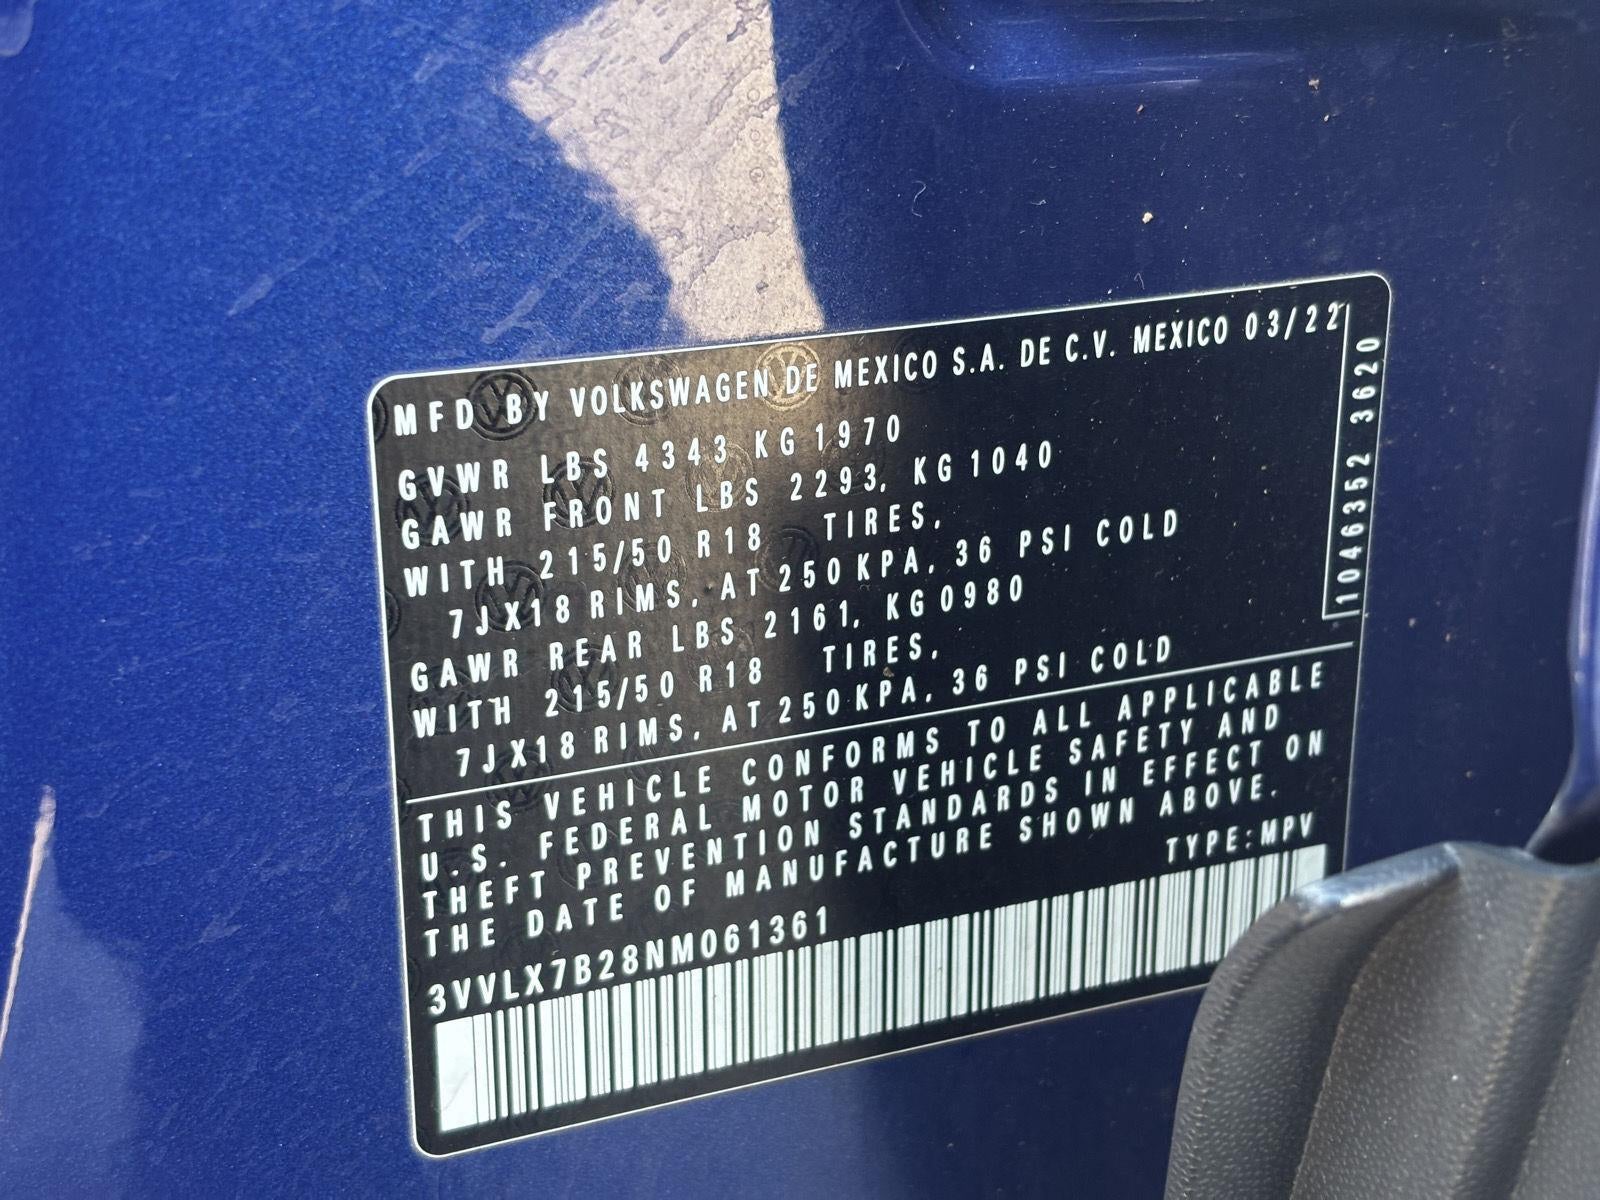 MFD BY VOLKSWAGEN DE MEXICO S.A. DE C.V. MEXICO 03/22
GVWR LBS 4343 KG 1970
GAWR FRONT LBS 2293, KG 1040
WITH 215/50 R18 TIRES,
7JX18 RIMS, AT 250 KPA, 36 PSI COLD
GAWR REAR LBS 2161, KG 0980
WITH 215/50 R18 TIRES,
7JX18 RIMS, AT 250 KPA, 36 PSI COLD
1046352 3620
THIS VEHICLE CONFORMS TO ALL APPLICABLE
U.S. FEDERAL MOTOR VEHICLE SAFETY AND
THEFT PREVENTION STANDARDS IN EFFECT ON
THE DATE OF MANUFACTURE SHOWN ABOVE.
TYPE: MPV
3VVLX7B28NM061361